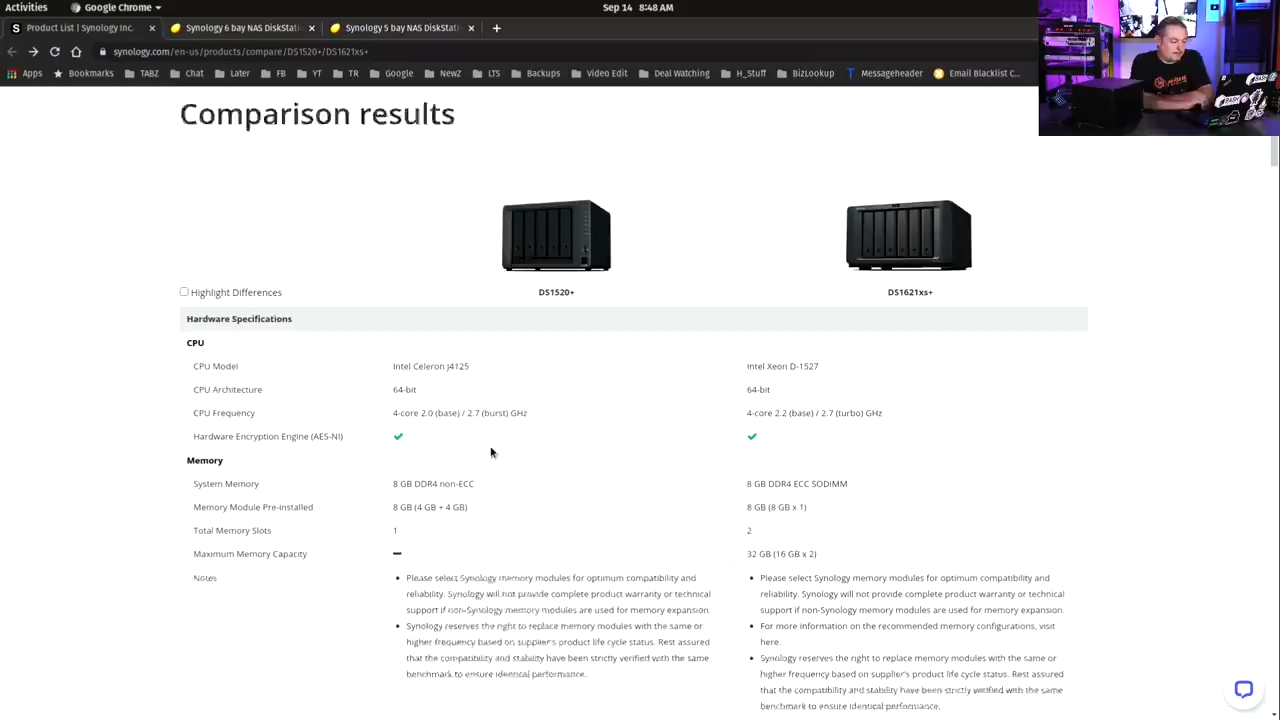 Activities
Google Chrome
Sep 14 8:48 AM
Product List | Synology Inc.
Synology 6 bay NAS DiskStat
Synology 5 bay NAS DiskStati
synology.com/en-us/products/compare/DS1520+/DS16
Apps
Bookmarks
TAB2
Chat
Later
YT
Google
NewZ
LTS
Backups
Video Edit
Deal Watching
H_Stuff
BizLookup
Messageheader
Email Blacklist C...
Comparison results
Highlight Differences
DS1520+
DS1621xs+
Hardware Specifications
CPU
CPU Model Intel Celeron J4125 Intel Xeon D-1527
CPU Architecture 64-bit 64-bit
CPU Frequency 4-core 2.0 (base) / 2.7 (burst) GHz 4-core 2.2 (base) / 2.7 (turbo) GHz
Hardware Encryption Engine (AES-NI)
Memory
System Memory 8 GB DDR4 non-ECC 8 GB DDR4 ECC SODIMM
Memory Module Pre-installed 8 GB (4 GB + 4 GB) 8 GB (8 GB x 1)
Total Memory Slots 1 2
Maximum Memory Capacity 32 GB (16 GB x 2)
Notes
Please select Synology memory modules for optimum compatibility and
reliability. Synology will not provide complete product warranty or technical
support if non-Synology memory modules are used for memory expansion.
Synology reserves the right to replace memory modules with the same or
higher frequency based on supplier's product life cycle status. Rest assured
that the compatibility and stability have been strictly verified with the same
benchmark to ensure identical performance.
Please select Synology memory modules for optimum compatibility and
reliability. Synology will not provide complete product warranty or technical
support if non-Synology memory modules are used for memory expansion.
For more information on the recommended memory configurations, visit
here.
Synology reserves the right to replace memory modules with the same or
higher frequency based on supplier's product life cycle status. Rest assured
that the compatibility and stability have been strictly verified with the same
benchmark to ensure identical performance.